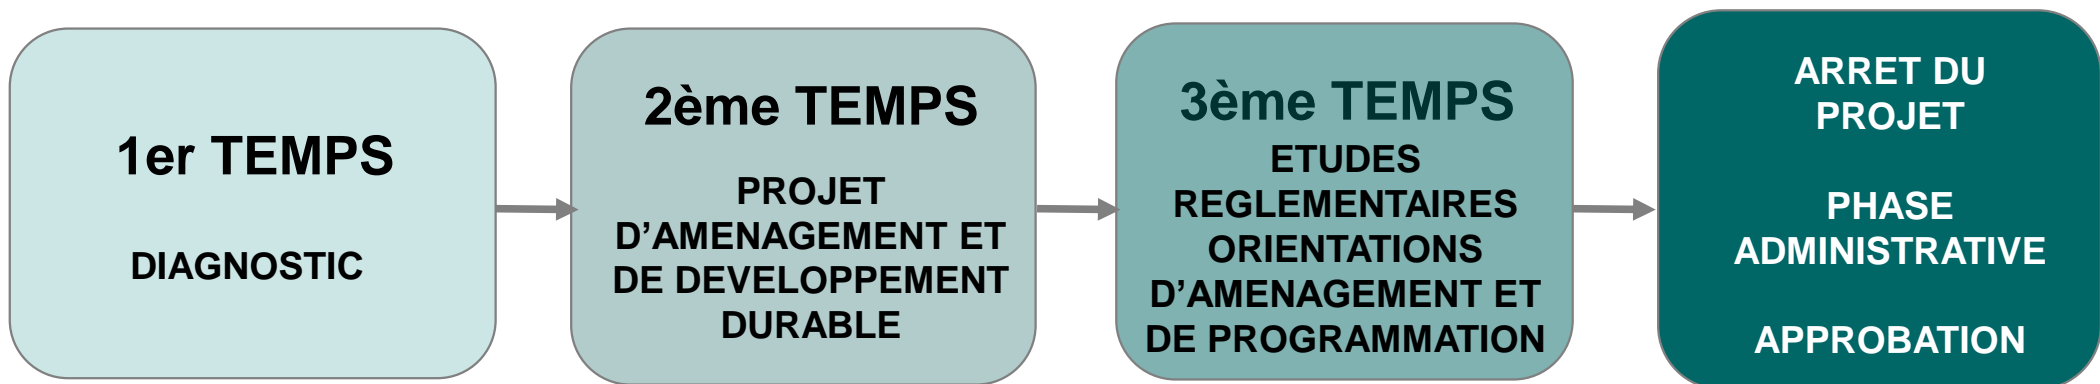 1er TEMPS
DIAGNOSTIC
2ème TEMPS
PROJET
D’AMENAGEMENT ET
DE DEVELOPPEMENT
DURABLE
3ème TEMPS
ETUDES
REGLEMENTAIRES
ORIENTATIONS
D’AMENAGEMENT ET
DE PROGRAMMATION
ARRET DU
PROJET
PHASE
ADMINISTRATIVE
APPROBATION